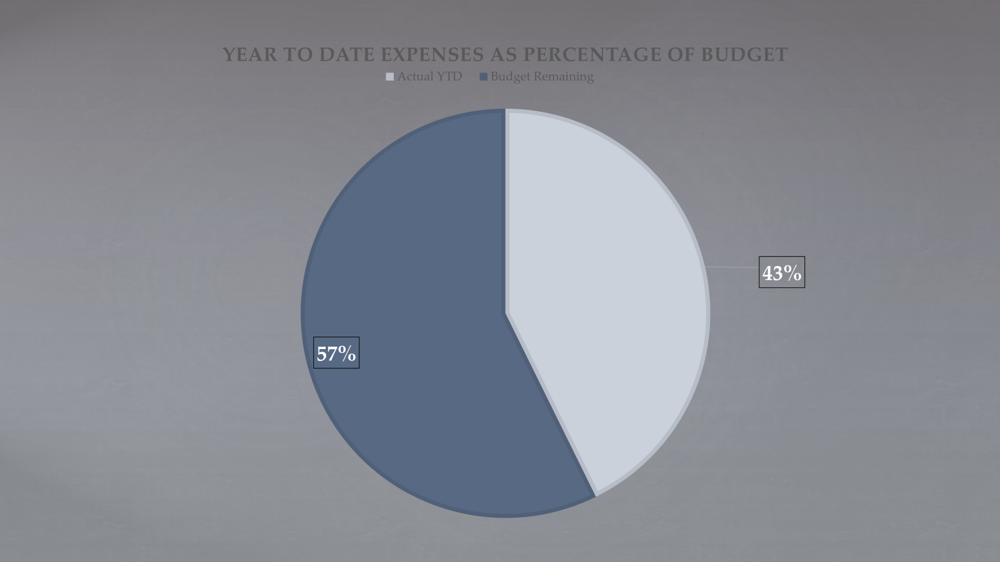 YEAR TO DATE EXPENSES AS PERCENTAGE OF BUDGET
Actual YTD Budget Remaining
43%
57%